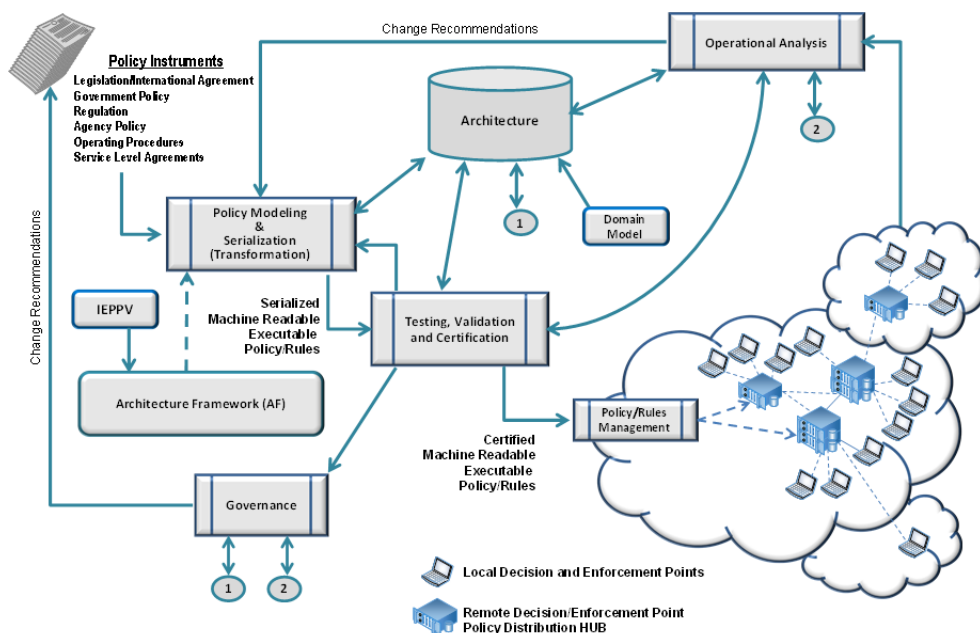 Change Recommendations
Operational Analysis
Policy Instruments
Legislation/International Agreement
Government Policy
Regulation
Agency Policy
Operating Procedures
Service Level Agreements
Architecture
2
1
Domain
Model
Policy Modeling
&
Serialization
(Transformation)
Change Recommendations
IEPPV
Serialized
Machine Readable
Executable
Policy/Rules
Testing, Validation
and Certification
Architecture Framework (AF)
Policy/Rules
Management
Certified
Machine Readable
Executable
Policy/Rules
Governance
1
2
Local Decision and Enforcement Points
Remote Decision/Enforcement Point
Policy Distribution HUB